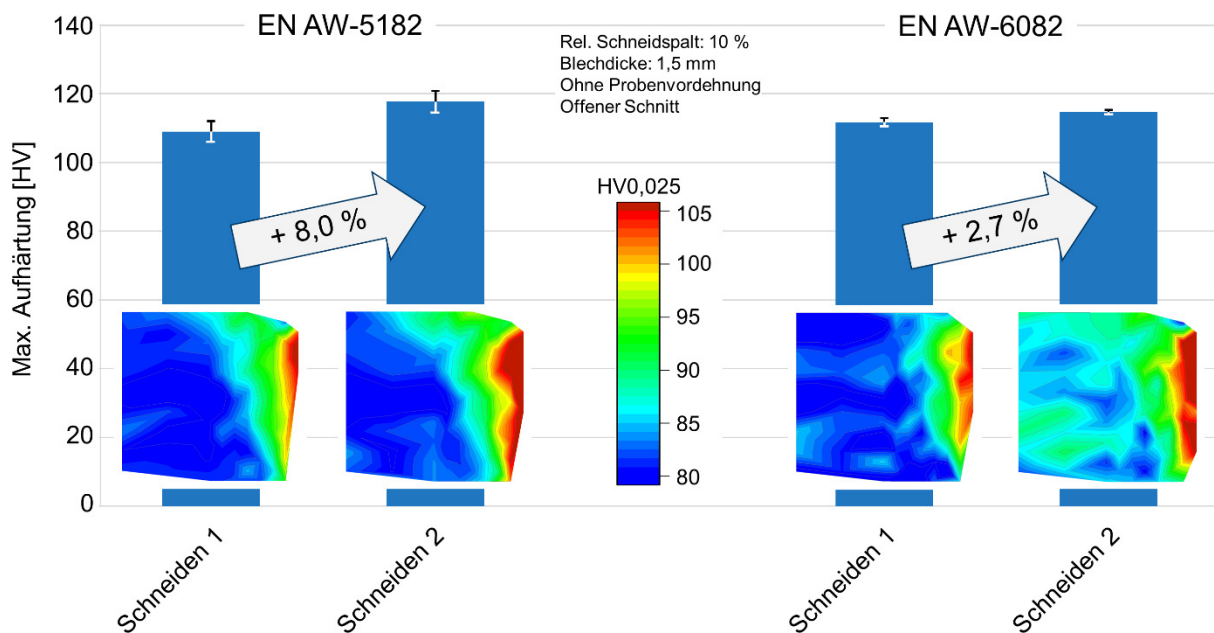 EN AW-5182
EN AW-6082
Rel. Schneidspalt: 10 %
Blechdicke: 1,5 mm
Ohne Probenvordehnung
Offener Schnitt
Max. Aufhärtung [HV]
140
120
100
80
60
40
20
0
+ 8,0 %
HV0,025
105
100
95
90
85
80
+ 2,7 %
Schneiden 1
Schneiden 2
Schneiden 1
Schneiden 2